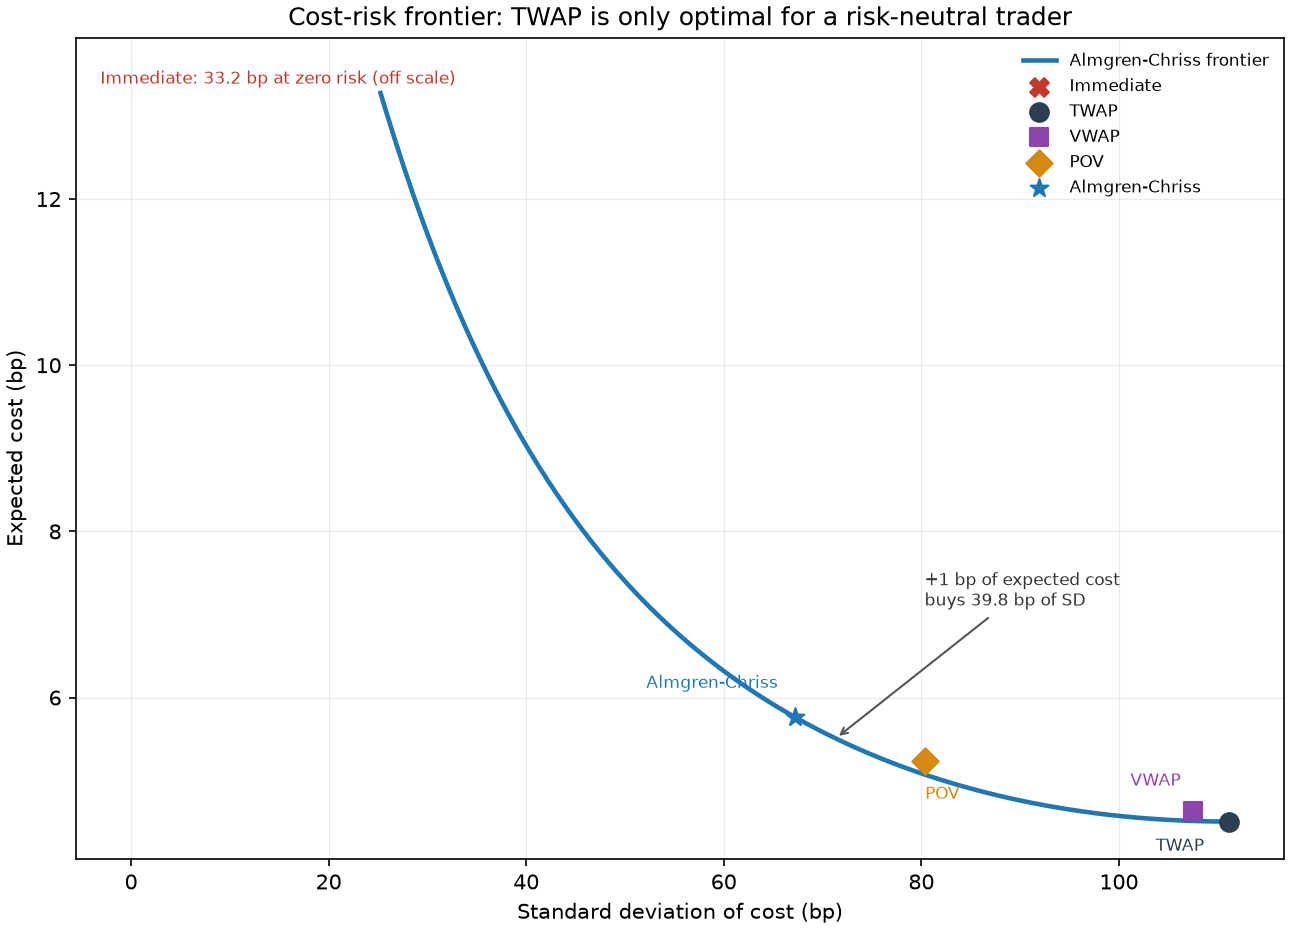 Cost-risk frontier: TWAP is only optimal for a risk-neutral trader
Immediate: 33.2 bp at zero risk (off scale)
Almgren-Chriss frontier
Immediate
TWAP
VWAP
POV
Almgren-Chriss
12
10
8
6
Expected cost (bp)
+1 bp of expected cost
buys 39.8 bp of SD
Almgren-Chriss
POV
VWAP
TWAP
0
20
40
60
80
100
Standard deviation of cost (bp)